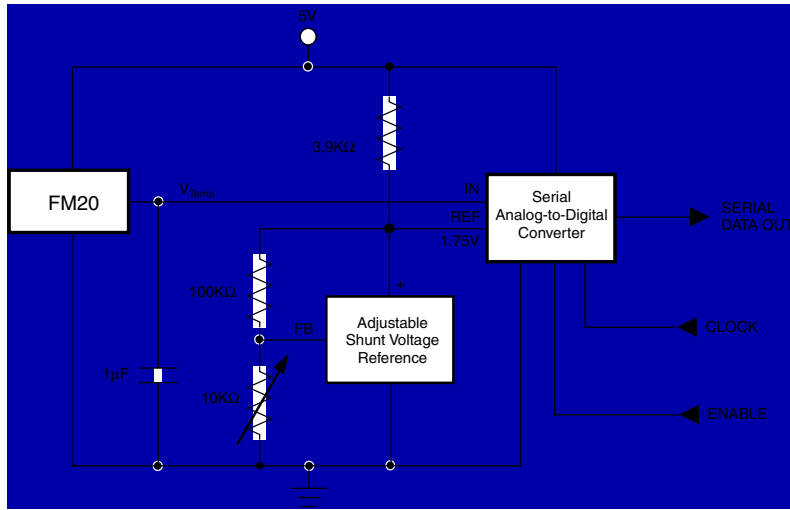 5V
3.9KΩ
FM20
V Temp
IN
Serial
Analog-to-Digital
Converter
SERIAL
DATA OUT
REF
1.75V
100KΩ
+
FB
Adjustable
Shunt Voltage
Reference
CLOCK
1µF
10KΩ
ENABLE